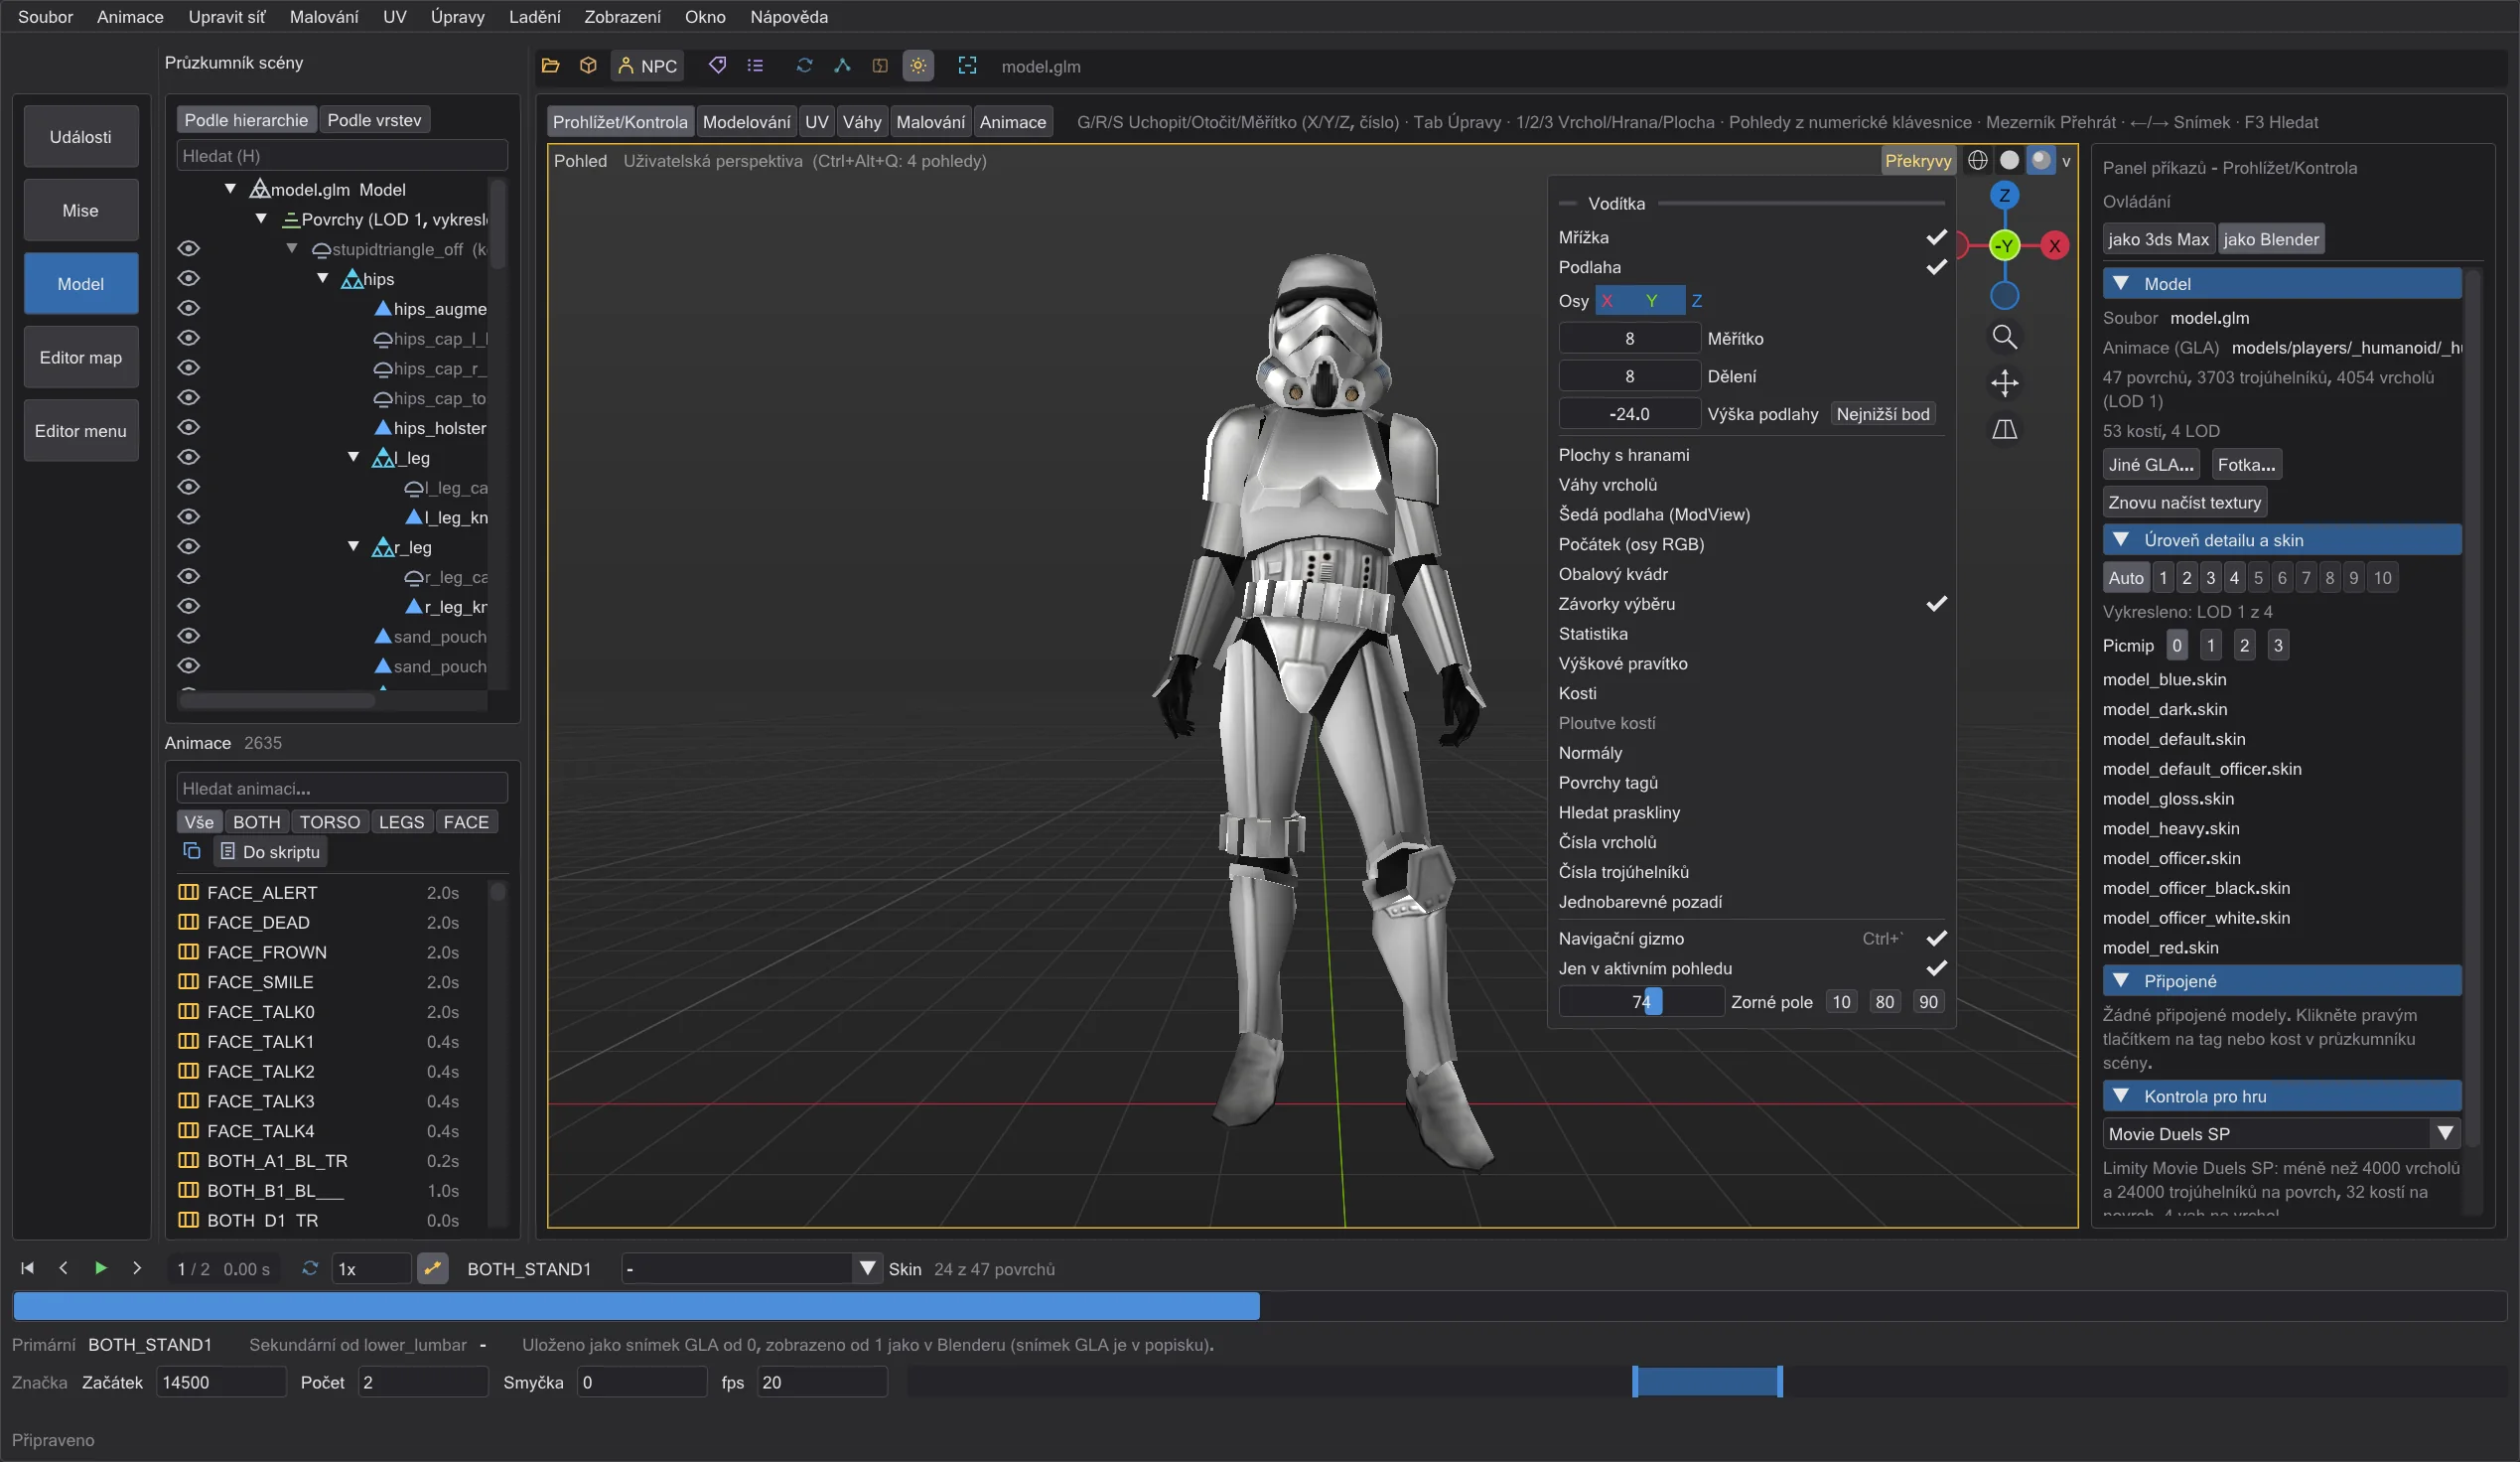 Soubor Animace Upravit síť Malování UV Úpravy Ladění Zobrazení Okno Nápověda
Průzkumník scény
NPC model.glm
Události
Mise
Model
Editor map
Editor menu
Podle hierarchie Podle vrstev
Hledat (H)
model.glm Model
Povrchy (LOD 1, vykresl
stupidtriangle_off (k
hips
hips_augme
hips_cap_l_
hips_cap_r_
hips_cap_to
hips_holster
l_leg
l_leg_ca
l_leg_kn
r_leg
r_leg_ca
r_leg_kn
sand_pouch
sand_pouch
Animace 2635
Hledat animaci...
Vše BOTH TORSO LEGS FACE
Do skriptu
FACE_ALERT 2.0s
FACE_DEAD 2.0s
FACE_FROWN 2.0s
FACE_SMILE 2.0s
FACE_TALK0 2.0s
FACE_TALK1 0.4s
FACE_TALK2 0.4s
FACE_TALK3 0.4s
FACE_TALK4 0.4s
BOTH_A1_BL_TR 0.2s
BOTH_B1_BL___ 1.0s
BOTH_D1_TR 0.0s
Prohlížet/Kontrola Modelování UV Váhy Malování Animace G/R/S Uchopit/Otočit/Měřítko (X/Y/Z, číslo) · Tab Úpravy · 1/2/3 Vrchol/Hrana/Plocha · Pohledy z numerické klávesnice · Mezerník Přehrát · ←/→ Snímek · F3 Hledat
Pohled Uživatelská perspektiva (Ctrl+Alt+Q: 4 pohledy) Překryvy v
Z
-Y X
Vodítka
Mřížka
Podlaha
Osy X Y Z
8 Měřítko
8 Dělení
-24.0 Výška podlahy Nejnižší bod
Plochy s hranami
Váhy vrcholů
Šedá podlaha (ModView)
Počátek (osy RGB)
Obalový kvádr
Závorky výběru
Statistika
Výškové pravítko
Kosti
Ploutve kostí
Normály
Povrchy tagů
Hledat praskliny
Čísla vrcholů
Čísla trojúhelníků
Jednobarevné pozadí
Navigační gizmo Ctrl+`
Jen v aktivním pohledu
74 Zorné pole 10 80 90
Panel příkazů - Prohlížet/Kontrola
Ovládání
jako 3ds Max jako Blender
Model
Soubor model.glm
Animace (GLA) models/players/_humanoid/_h
47 povrchů, 3703 trojúhelníků, 4054 vrcholů
(LOD 1)
53 kostí, 4 LOD
Jiné GLA... Fotka...
Znovu načíst textury
Úroveň detailu a skin
Auto 1 2 3 4 5 6 7 8 9 10
Vykresleno: LOD 1 z 4
Picmip 0 1 2 3
model_blue.skin
model_dark.skin
model_default.skin
model_default_officer.skin
model_gloss.skin
model_heavy.skin
model_officer.skin
model_officer_black.skin
model_officer_white.skin
model_red.skin
Připojené
Žádné připojené modely. Klikněte pravým
tlačítkem na tag nebo kost v průzkumníku
scény.
Kontrola pro hru
Movie Duels SP
Limity Movie Duels SP: méně než 4000 vrcholů
a 24000 trojúhelníků na povrch, 32 kostí na
povrch, 4 vah na vrchol
1 / 2 0.00 s 1x BOTH_STAND1 - Skin 24 z 47 povrchů
Primární BOTH_STAND1 Sekundární od lower_lumbar - Uloženo jako snímek GLA od 0, zobrazeno od 1 jako v Blenderu (snímek GLA je v popisku).
Značka Začátek 14500 Počet 2 Smyčka 0 fps 20
Připraveno